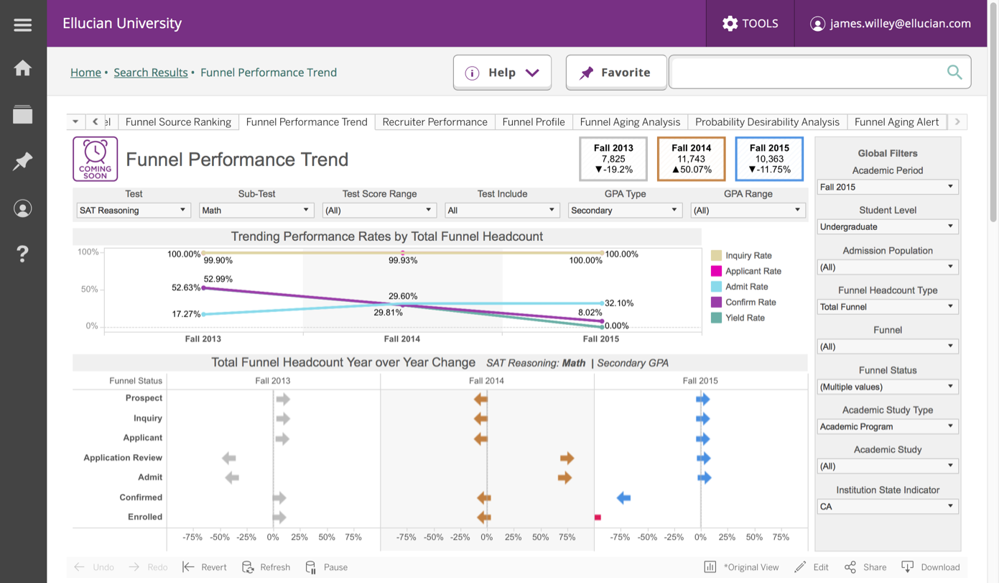 Ellucian University
TOOLS
james.willey@ellucian.com
Home • Search Results • Funnel Performance Trend
Help
Favorite
el
Funnel Source Ranking
Funnel Performance Trend
Recruiter Performance
Funnel Profile
Funnel Aging Analysis
Probability Desirability Analysis
Funnel Aging Alert
COMING
SOON
Funnel Performance Trend
Fall 2013
7,825
▼-19.2%
Fall 2014
11,743
▲50.07%
Fall 2015
10,363
▼-11.75%
Test
SAT Reasoning
Sub-Test
Math
Test Score Range
(All)
Test Include
All
GPA Type
Secondary
GPA Range
(All)
Global Filters
Academic Period
Fall 2015
Student Level
Undergraduate
Admission Population
(All)
Funnel Headcount Type
Total Funnel
Funnel
(All)
Funnel Status
(Multiple values)
Academic Study Type
Academic Program
Academic Study
(All)
Institution State Indicator
CA
Trending Performance Rates by Total Funnel Headcount
100%
50%
0%
100.00%
99.90%
52.99%
52.63%
17.27%
99.93%
29.60%
29.81%
100.00%
100.00%
32.10%
8.02%
0.00%
Fall 2013
Fall 2014
Fall 2015
Inquiry Rate
Applicant Rate
Admit Rate
Confirm Rate
Yield Rate
Total Funnel Headcount Year over Year Change SAT Reasoning: Math | Secondary GPA
Funnel Status
Fall 2013
Fall 2014
Fall 2015
Prospect
Inquiry
Applicant
Application Review
Admit
Confirmed
Enrolled
-75% -50% -25% 0% 25% 50% 75%
-75% -50% -25% 0% 25% 50% 75%
-75% -50% -25% 0% 25% 50% 75%
Undo
Redo
Revert
Refresh
Pause
*Original View
Edit
Share
Download